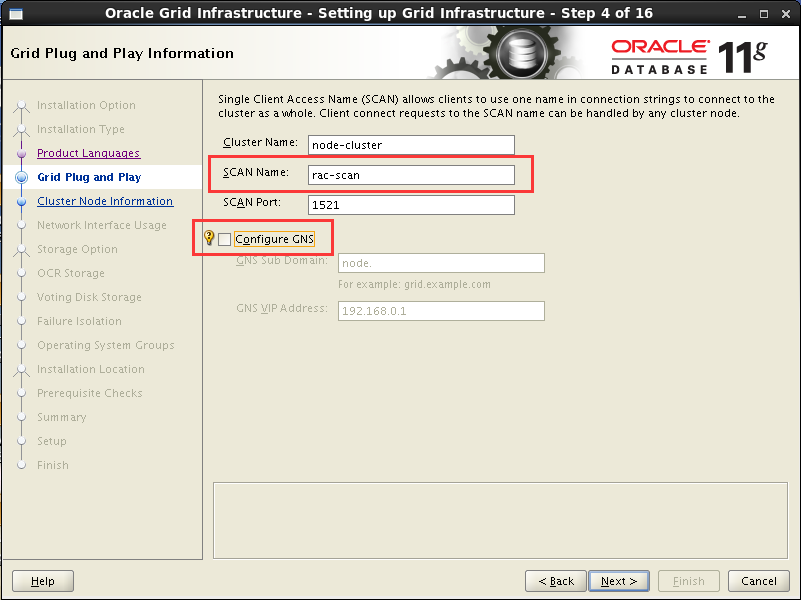 Oracle Grid Infrastructure - Setting up Grid Infrastructure - Step 4 of 16
Grid Plug and Play Information
ORACLE
DATABASE
11g
Installation Option
Installation Type
Product Languages
Grid Plug and Play
Cluster Node Information
Network Interface Usage
Storage Option
OCR Storage
Voting Disk Storage
Failure Isolation
Operating System Groups
Installation Location
Prerequisite Checks
Summary
Setup
Finish
Single Client Access Name (SCAN) allows clients to use one name in connection strings to connect to the
cluster as a whole. Client connect requests to the SCAN name can be handled by any cluster node.
Cluster Name: node-cluster
SCAN Name: rac-scan
SCAN Port: 1521
Configure GNS
GNS Sub Domain: node.
For example: grid.example.com
GNS VIP Address: 192.168.0.1
Help
< Back
Next >
Finish
Cancel